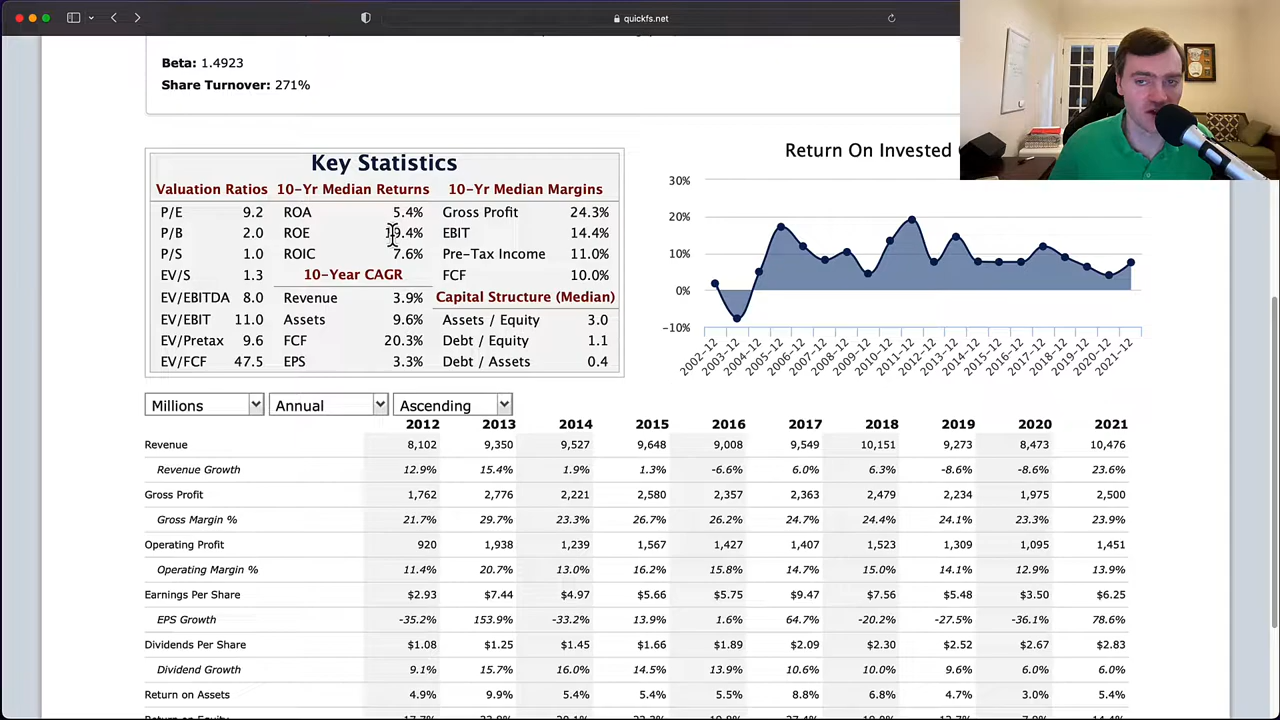 quickfs.net
Beta: 1.4923
Share Turnover: 271%
Key Statistics
Valuation Ratios 10-Yr Median Returns 10-Yr Median Margins
P/E 9.2 ROA 5.4% Gross Profit 24.3%
P/B 2.0 ROE EBIT 14.4%
P/S 1.0 ROIC 7.6% Pre-Tax Income 11.0%
EV/S 1.3 10-Year CAGR FCF 10.0%
EV/EBITDA 8.0 Revenue 3.9% Capital Structure (Median)
EV/EBIT 11.0 Assets 9.6% Assets / Equity 3.0
EV/Pretax 9.6 FCF 20.3% Debt / Equity 1.1
EV/FCF 47.5 EPS 3.3% Debt / Assets 0.4
Return On Invested
30%
20%
10%
0%
-10%
2002-12 2003-12 2004-12 2005-12 2006-12 2007-12 2008-12 2009-12 2010-12 2011-12 2012-12 2013-12 2014-12 2015-12 2016-12 2017-12 2018-12 2019-12 2020-12 2021-12
Millions Annual Ascending
2012 2013 2014 2015 2016 2017 2018 2019 2020 2021
Revenue 8,102 9,350 9,527 9,648 9,008 9,549 10,151 9,273 8,473 10,476
Revenue Growth 12.9% 15.4% 1.9% 1.3% -6.6% 6.0% 6.3% -8.6% -8.6% 23.6%
Gross Profit 1,762 2,776 2,221 2,580 2,357 2,363 2,479 2,234 1,975 2,500
Gross Margin % 21.7% 29.7% 23.3% 26.7% 26.2% 24.7% 24.4% 24.1% 23.3% 23.9%
Operating Profit 920 1,938 1,239 1,567 1,427 1,407 1,523 1,309 1,095 1,451
Operating Margin % 11.4% 20.7% 13.0% 16.2% 15.8% 14.7% 15.0% 14.1% 12.9% 13.9%
Earnings Per Share $2.93 $7.44 $4.97 $5.66 $5.75 $9.47 $7.56 $5.48 $3.50 $6.25
EPS Growth -35.2% 153.9% -33.2% 13.9% 1.6% 64.7% -20.2% -27.5% -36.1% 78.6%
Dividends Per Share $1.08 $1.25 $1.45 $1.66 $1.89 $2.09 $2.30 $2.52 $2.67 $2.83
Dividend Growth 9.1% 15.7% 16.0% 14.5% 13.9% 10.6% 10.0% 9.6% 6.0% 6.0%
Return on Assets 4.9% 9.9% 5.4% 5.4% 5.5% 8.8% 6.8% 4.7% 3.0% 5.4%